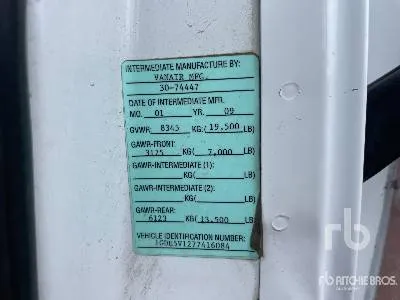 INTERMEDIATE MANUFACTURE BY:
VANAIR MFG.
30-74447
DATE OF INTERMEDIATE MFR.
MO. 01 YR. 09
GVWR: 8845 KG( 19,500 LB)
GAWR-FRONT:
3175 KG( 7,000 LB)
GAWR-INTERMEDIATE (1):
KG( LB)
GAWR-INTERMEDIATE (2):
KG( LB)
GAWR-REAR:
6123 KG( 13,500 LB)
VEHICLE IDENTIFICATION NUMBER:
rb
RITCHIE BROS.